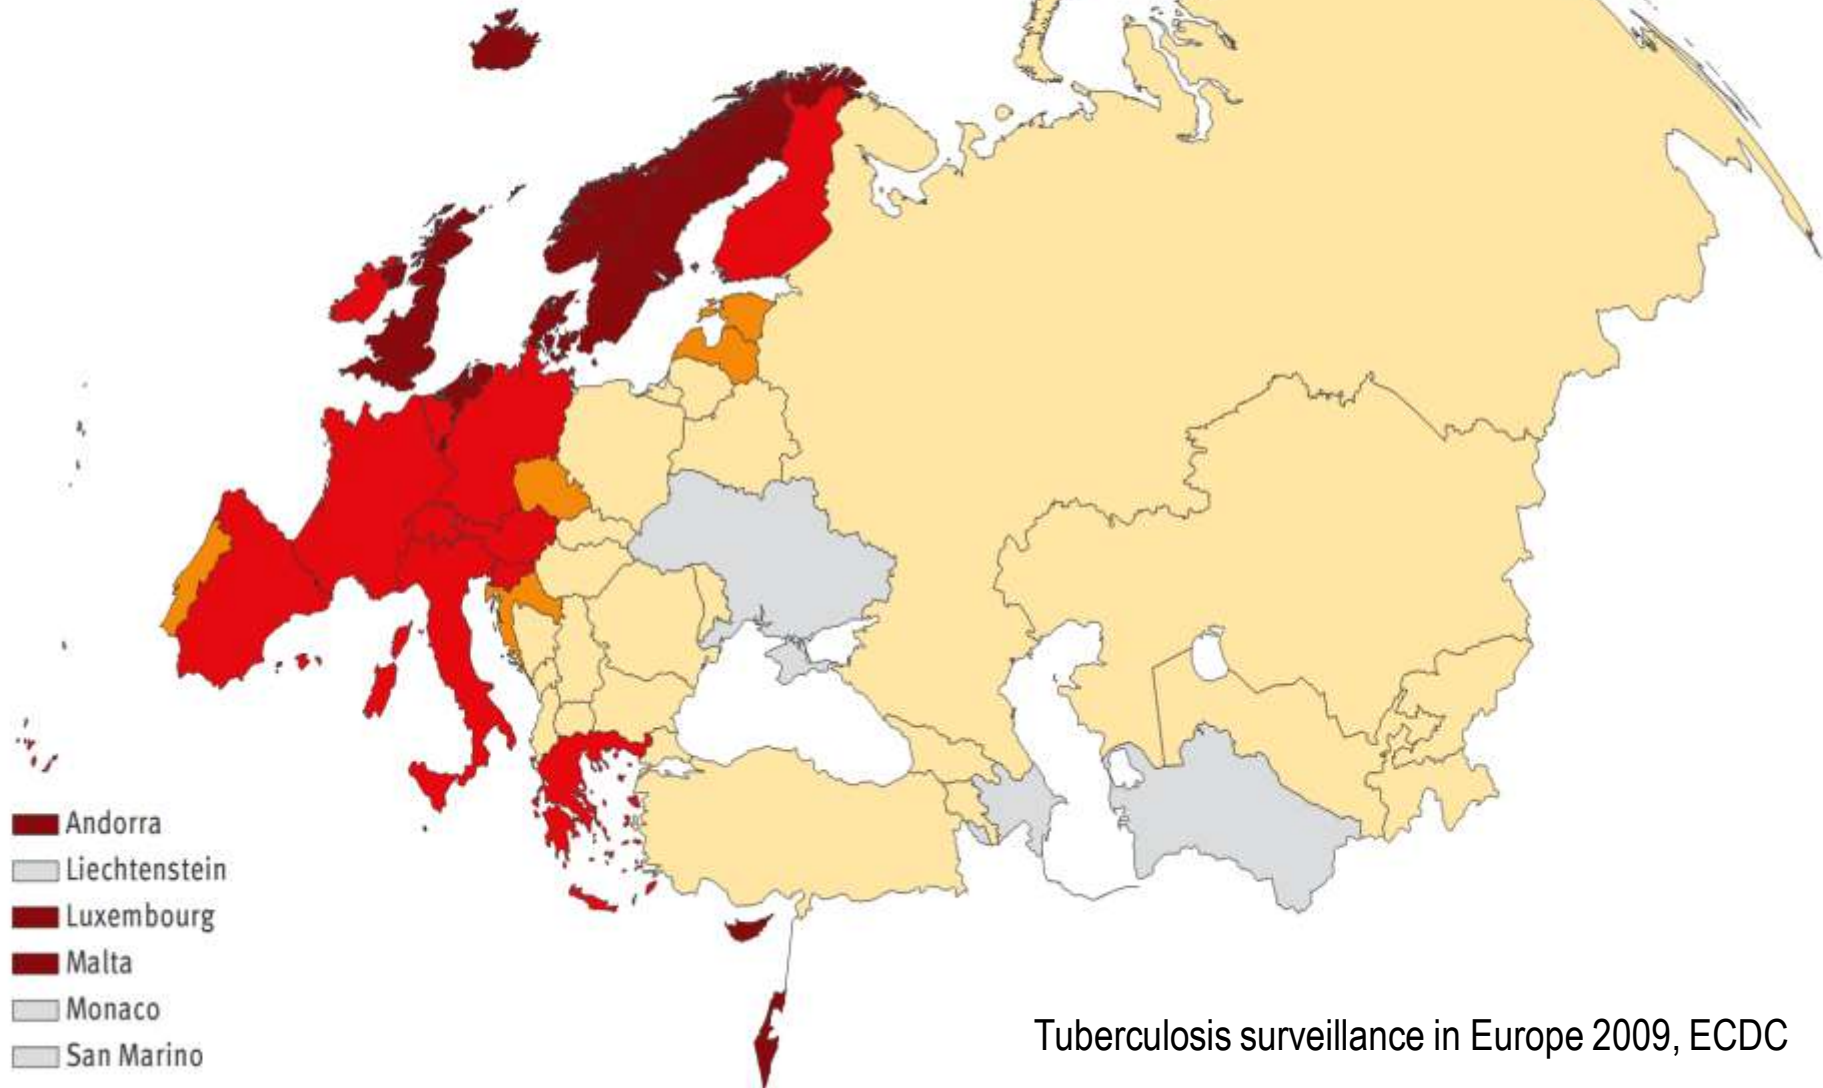 Andorra
Liechtenstein
Luxembourg
Malta
Monaco
San Marino
Tuberculosis surveillance in Europe 2009, ECDC